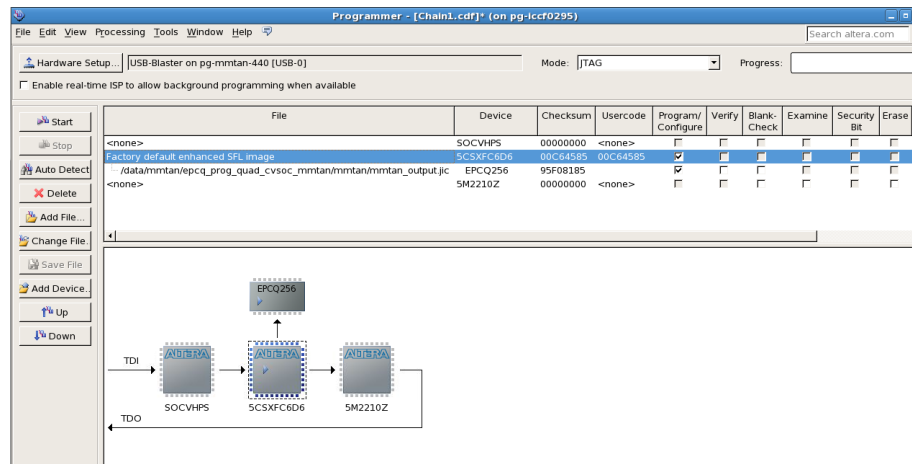 Programmer - [Chain1.cdf]* (on pg-iccf0295)
File Edit View Processing Tools Window Help
Search altera.com
Hardware Setup... USB-Blaster on pg-mmtan-440 [USB-0] Mode: JTAG Progress:
Enable real-time ISP to allow background programming when available
Start
Stop
Auto Detect
Delete
Add File...
Change File.
Save File
Add Device.
Up
Down
File Device Checksum Usercode Program/ Configure Verify Blank- Check Examine Security Bit Erase
<none> SOCVHPS 00000000 <none>
Factory default enhanced SFL image 5CSXFC6D6 00C64585 00C64585
/data/mmtan/epcq_prog_quad_cvsoc_mmtan/mmtan/mmtan_output.jic EPCQ256 95F08185
<none> 5M2210Z 00000000 <none>
EPCQ256
TDI
ALTERA ALTERA ALTERA
SOCVHPS 5CSXFC6D6 5M2210Z
TDO